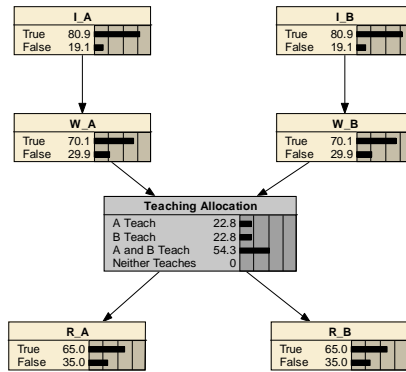 I_A
True 80.9
False 19.1
I_B
True 80.9
False 19.1
W_A
True 70.1
False 29.9
W_B
True 70.1
False 29.9
Teaching Allocation
A Teach 22.8
B Teach 22.8
A and B Teach 54.3
Neither Teaches 0
R_A
True 65.0
False 35.0
R_B
True 65.0
False 35.0